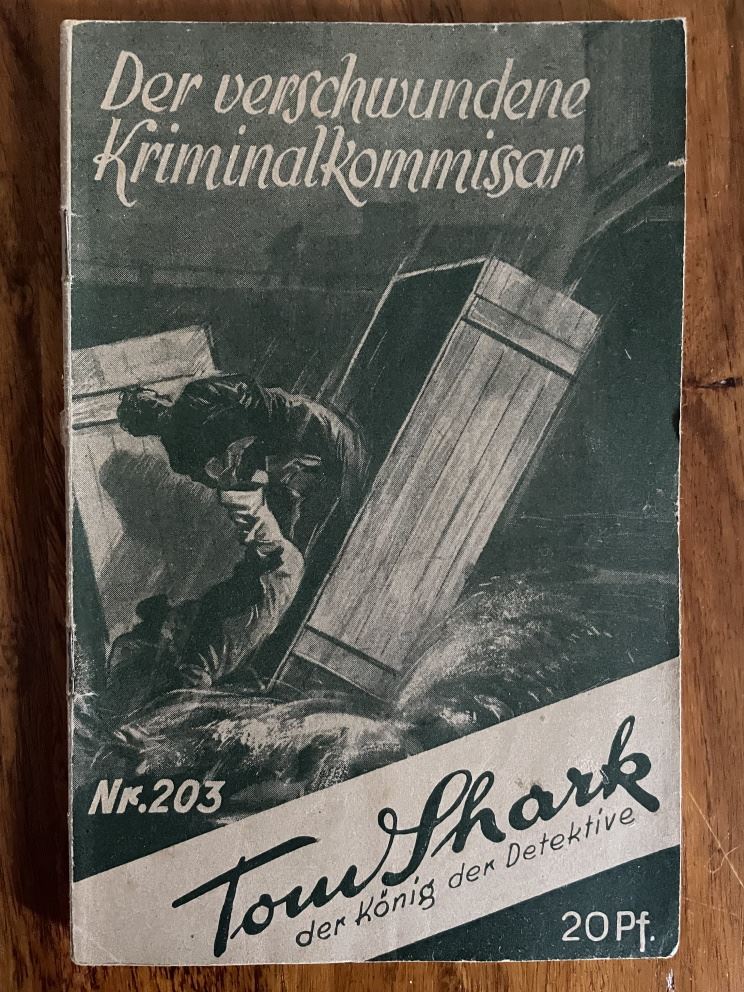 Der verschwundene
Kriminalkommissar
Nr.203
Tom Shark
der König der Detektive
20 Pf.